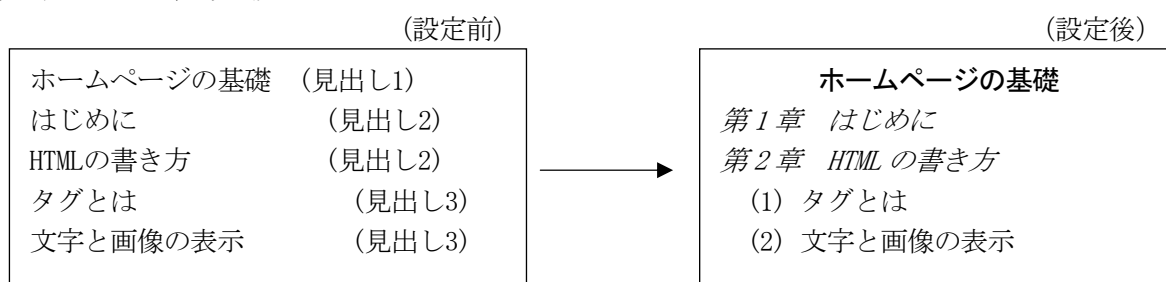 (設定前)
ホームページの基礎 (見出し1)
はじめに (見出し2)
HTMLの書き方 (見出し2)
タグとは (見出し3)
文字と画像の表示 (見出し3)
(設定後)
ホームページの基礎
第1章 はじめに
第2章 HTMLの書き方
(1) タグとは
(2) 文字と画像の表示